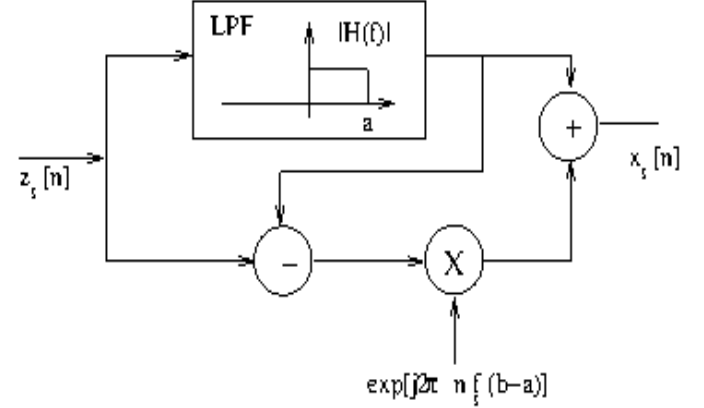 LPF
|H(f)|
a
+
z_s [n]
x_s [n]
−
X
exp[j2π n f_s (b−a)]